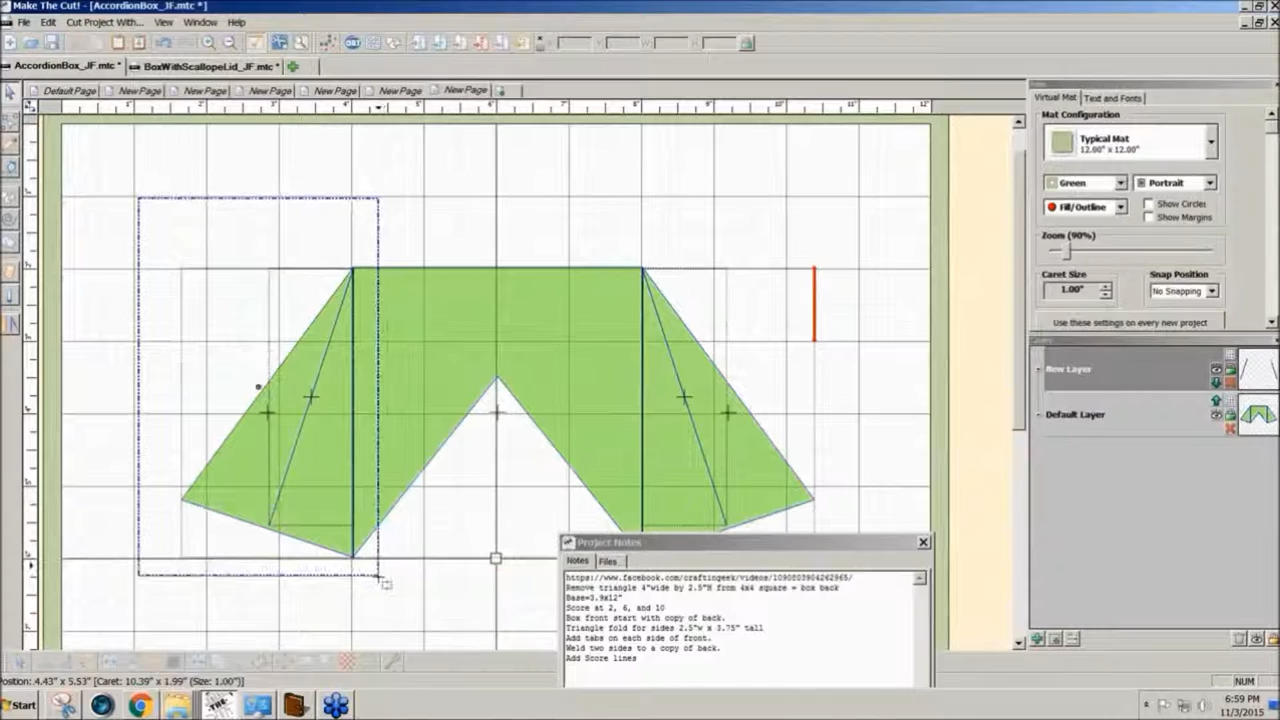 Make The Cut! - [AccordionBox_JF.mtc *]
File Edit Cut Project With... View Window Help
AccordionBox_JF.mtc * BoxWithScallopeLid_JF.mtc *
Default Page New Page New Page New Page New Page New Page New Page
Virtual Mat Text and Fonts
Mat Configuration
Typical Mat
12.00" x 12.00"
Green Portrait
Fill/Outline Show Circles
Show Margins
Zoom (90%)
Caret Size Snap Position
1.00" No Snapping
Use these settings on every new project
New Layer
Default Layer
Project Notes
Notes Files
https://www.facebook.com/craftingeek/videos/1090803904262965/
Remove triangle 4"wide by 2.5"H from 4x4 square = box back
Base=3.9x12"
Score at 2, 6, and 10
Box front start with copy of back.
Triangle fold for sides 2.5"w x 3.75" tall
Add tabs on each side of front.
Weld two sides to a copy of back.
Add Score lines
Position: 4.43" x 5.53" [Caret: 10.39" x 1.99" (Size: 1.00")]
NUM
Start
6:59 PM
11/3/2015